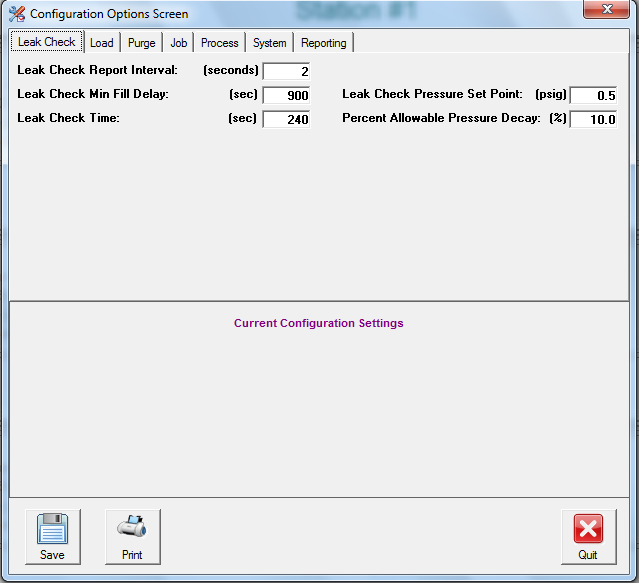 Station #1
Configuration Options Screen
Leak Check Load Purge Job Process System Reporting
Leak Check Report Interval: (seconds) 2
Leak Check Min Fill Delay: (sec) 900 Leak Check Pressure Set Point: (psig) 0.5
Leak Check Time: (sec) 240 Percent Allowable Pressure Decay: (%) 10.0
Current Configuration Settings
Save Print Quit